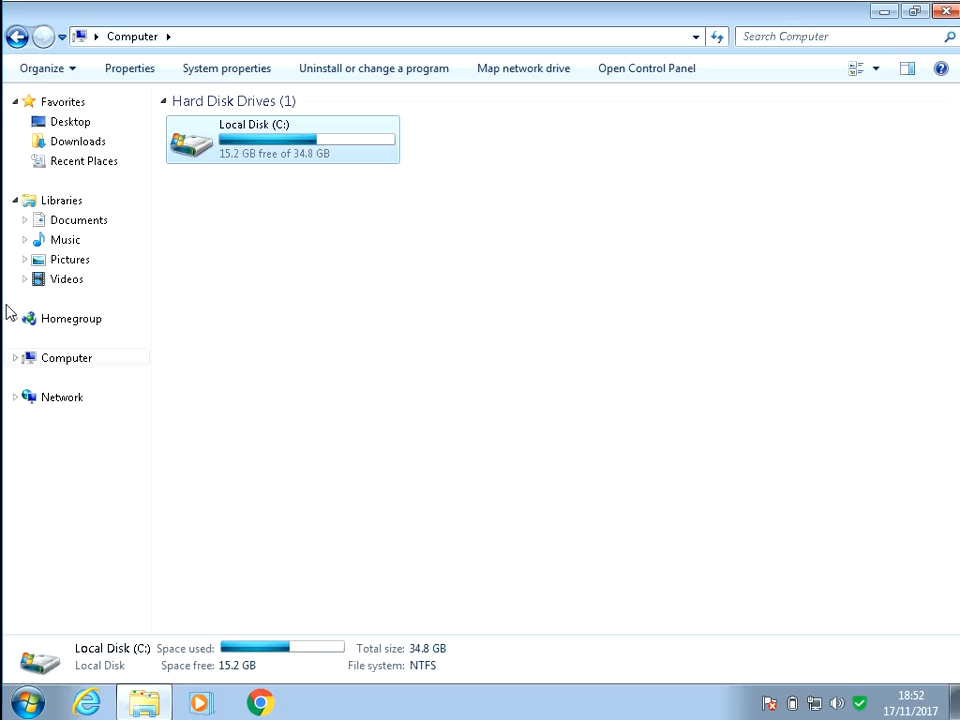 Computer
Search Computer
Organize
Properties
System properties
Uninstall or change a program
Map network drive
Open Control Panel
Favorites
Desktop
Downloads
Recent Places
Libraries
Documents
Music
Pictures
Videos
Homegroup
Computer
Network
Hard Disk Drives (1)
Local Disk (C:)
15.2 GB free of 34.8 GB
Local Disk (C:) Space used: Total size: 34.8 GB
Local Disk Space free: 15.2 GB File system: NTFS
18:52
17/11/2017